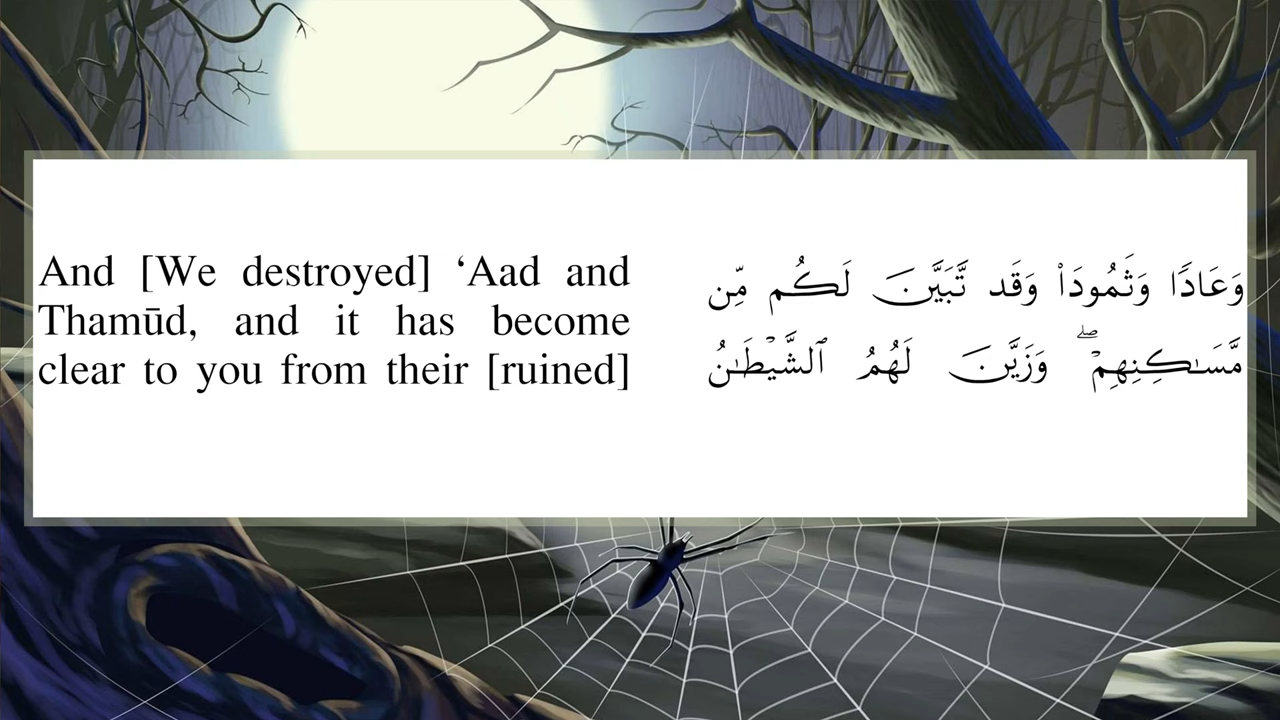 And [We destroyed] ‘Aad and
Thamūd, and it has become
clear to you from their [ruined]
وَعَادًا وَثَمُودَا۟ وَقَد تَّبَيَّنَ لَكُم مِّن
مَّسَـٰكِنِهِمْ ۖ وَزَيَّنَ لَهُمُ ٱلشَّيْطَـٰنُ